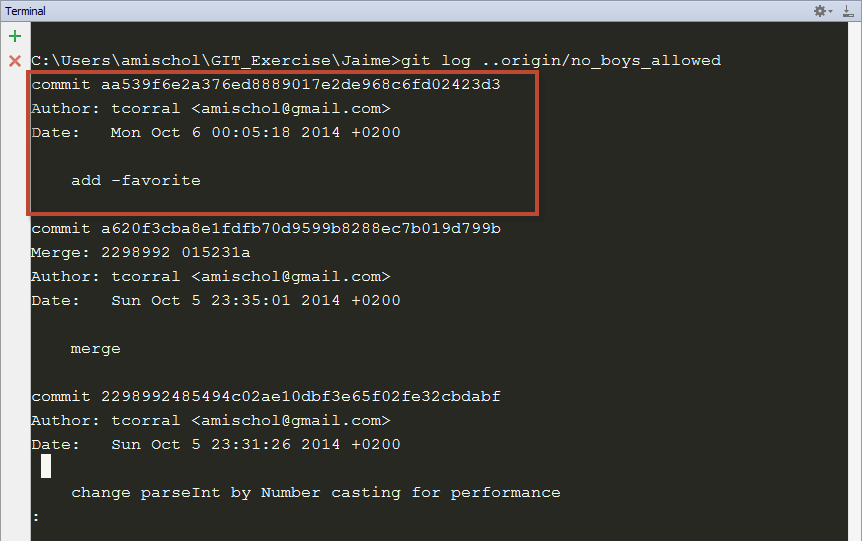 Terminal
C:\Users\amischol\GIT_Exercise\Jaime>git log ..origin/no_boys_allowed
commit aa539f6e2a376ed8889017e2de968c6fd02423d3
Author: tcorral <amischol@gmail.com>
Date:   Mon Oct 6 00:05:18 2014 +0200
    add -favorite
commit a620f3cba8e1fdfb70d9599b8288ec7b019d799b
Merge: 2298992 015231a
Author: tcorral <amischol@gmail.com>
Date:   Sun Oct 5 23:35:01 2014 +0200
    merge
commit 2298992485494c02ae10dbf3e65f02fe32cbdabf
Author: tcorral <amischol@gmail.com>
Date:   Sun Oct 5 23:31:26 2014 +0200
    change parseInt by Number casting for performance
: